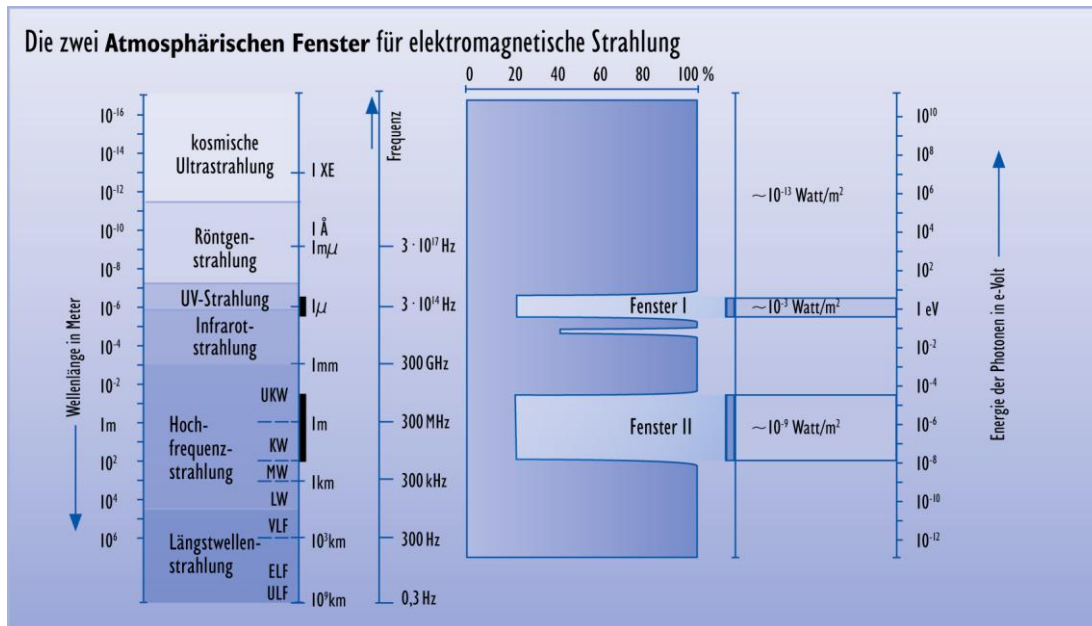 Die zwei Atmosphärischen Fenster für elektromagnetische Strahlung
0 20 40 60 80 100 %
Wellenlänge in Meter
10⁻¹⁶
10⁻¹⁴
10⁻¹²
10⁻¹⁰
10⁻⁸
10⁻⁶
10⁻⁴
10⁻²
1m
10²
10⁴
10⁶
kosmische
Ultrastrahlung
Röntgen-
strahlung
UV-Strahlung
Infrarot-
strahlung
Hoch-
frequenz-
strahlung
Längstwellen-
strahlung
UKW
KW
MW
LW
VLF
ELF
ULF
1 XE
1 Å
1mμ
1μ
1mm
1m
1km
10³km
10⁹km
Frequenz
3 · 10¹⁷ Hz
3 · 10¹⁴ Hz
300 GHz
300 MHz
300 kHz
300 Hz
0,3 Hz
Fenster I
Fenster II
~10⁻¹³ Watt/m²
~10⁻³ Watt/m²
~10⁻⁹ Watt/m²
10¹⁰
10⁸
10⁶
10⁴
10²
1 eV
10⁻²
10⁻⁴
10⁻⁶
10⁻⁸
10⁻¹⁰
10⁻¹²
Energie der Photonen in e-Volt